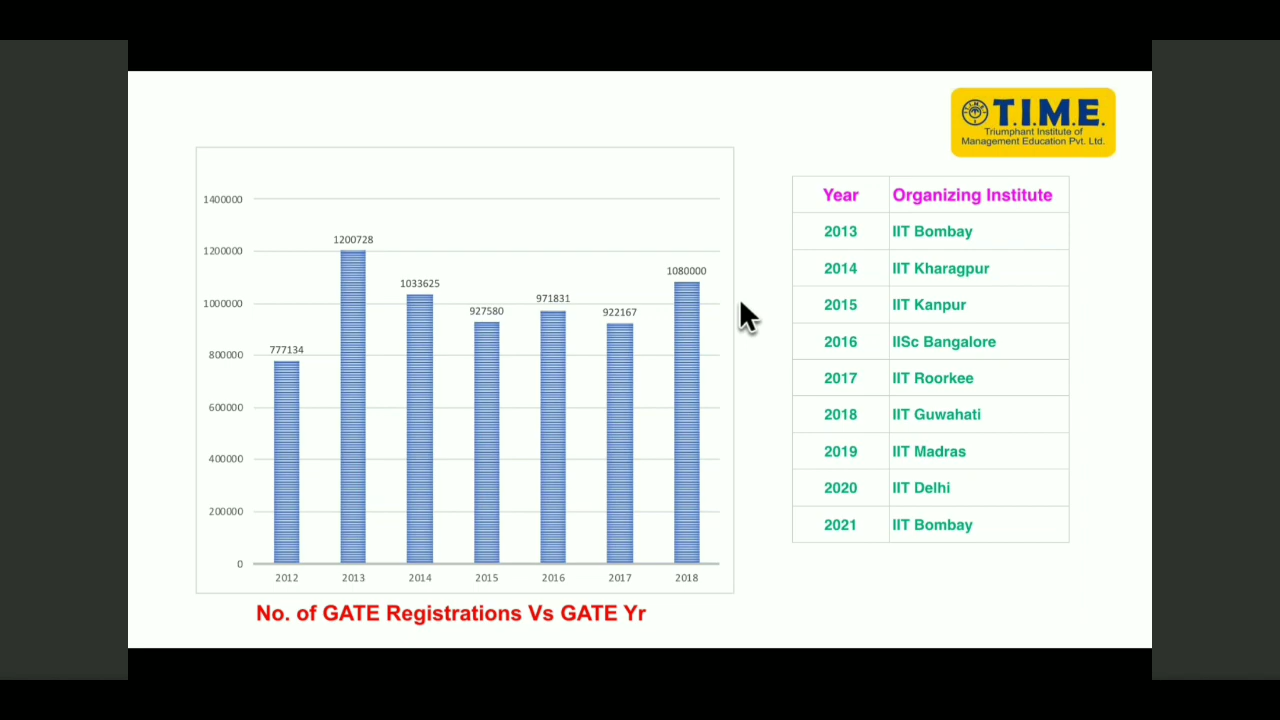 T.I.M.E.
Triumphant Institute of
Management Education Pvt. Ltd.
1400000
1200000
1000000
800000
600000
400000
200000
0
777134
1200728
1033625
927580
971831
922167
1080000
2012 2013 2014 2015 2016 2017 2018
No. of GATE Registrations Vs GATE Yr
Year Organizing Institute
2013 IIT Bombay
2014 IIT Kharagpur
2015 IIT Kanpur
2016 IISc Bangalore
2017 IIT Roorkee
2018 IIT Guwahati
2019 IIT Madras
2020 IIT Delhi
2021 IIT Bombay